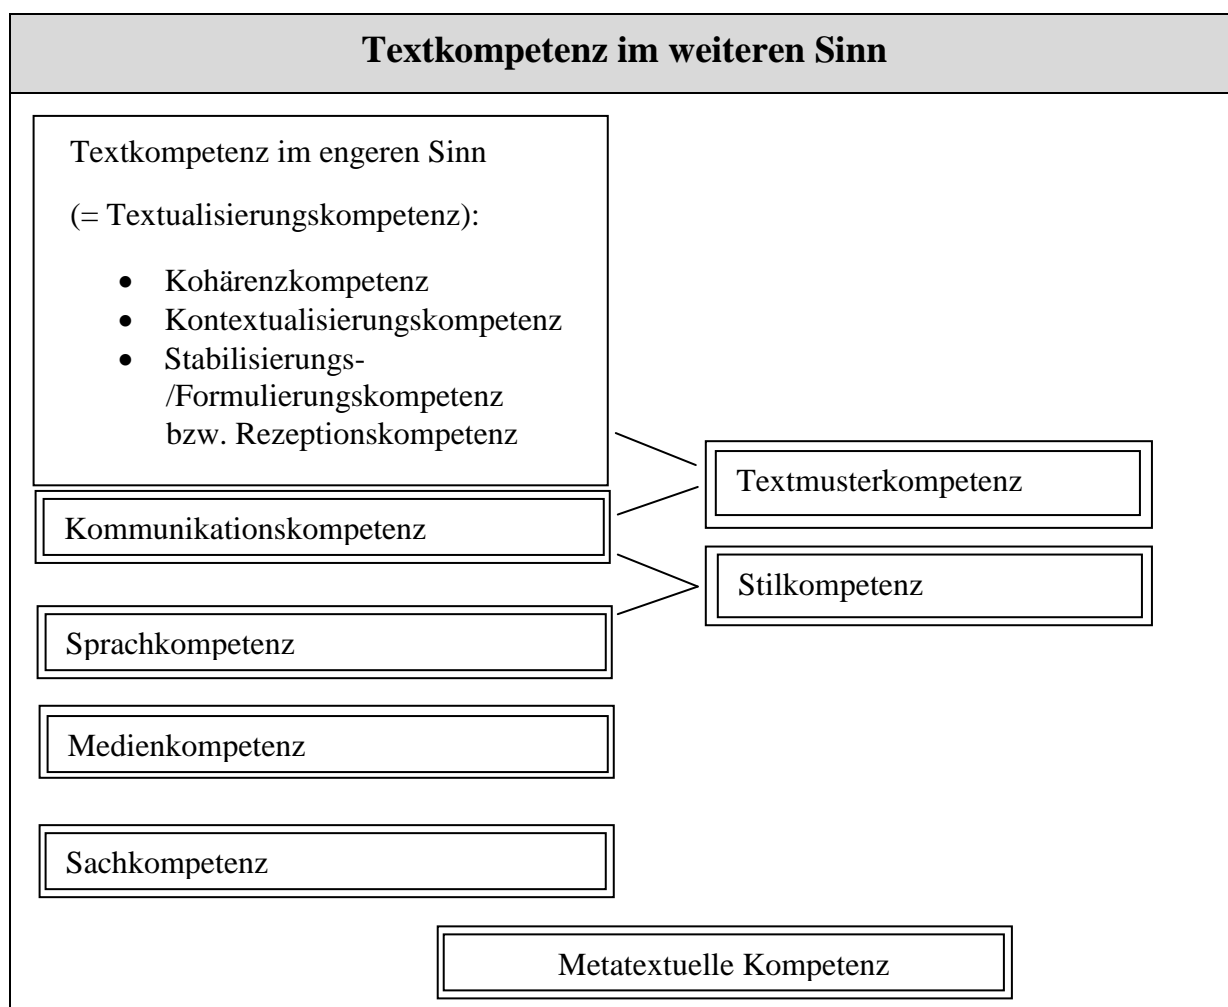 Textkompetenz im weiteren Sinn
Textkompetenz im engeren Sinn
(= Textualisierungskompetenz):
• Kohärenzkompetenz
• Kontextualisierungskompetenz
• Stabilisierungs-
/Formulierungskompetenz
bzw. Rezeptionskompetenz
Textmusterkompetenz
Kommunikationskompetenz
Stilkompetenz
Sprachkompetenz
Medienkompetenz
Sachkompetenz
Metatextuelle Kompetenz